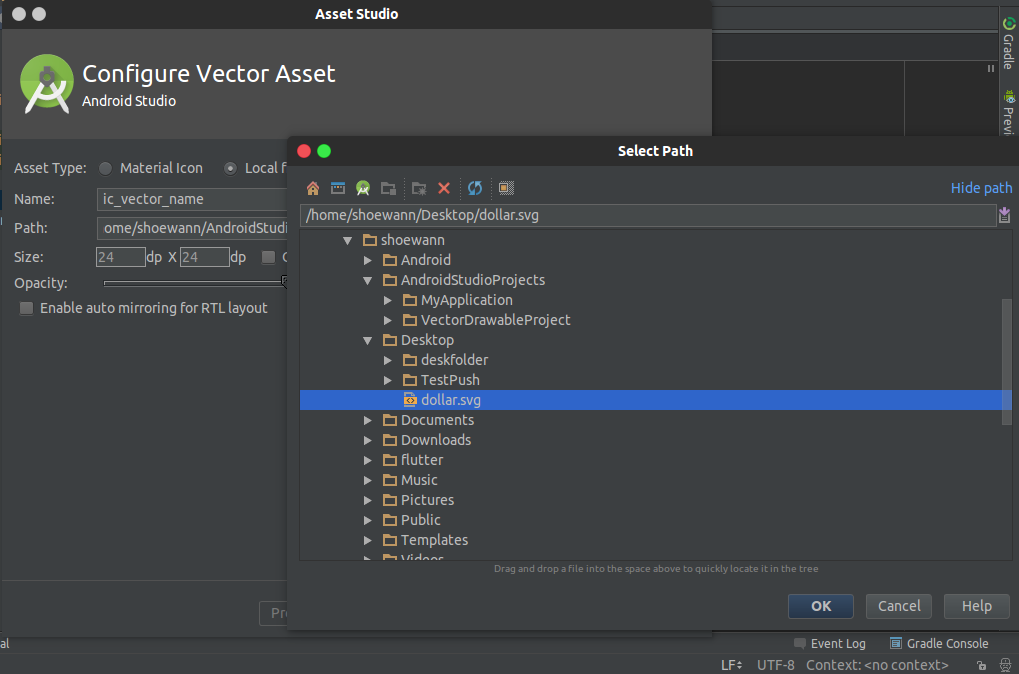 Asset Studio
Configure Vector Asset
Android Studio
Gradle
Asset Type: Material Icon Local
Name: ic_vector_name
Path: ome/shoewann/AndroidStudi
Size: 24 dp X 24 dp
Opacity:
Enable auto mirroring for RTL layout
Select Path
Hide path
/home/shoewann/Desktop/dollar.svg
shoewann
Android
AndroidStudioProjects
MyApplication
VectorDrawableProject
Desktop
deskfolder
TestPush
dollar.svg
Documents
Downloads
flutter
Music
Pictures
Public
Templates
Videos
Drag and drop a file into the space above to quickly locate it in the tree
OK Cancel Help
Event Log Gradle Console
LF UTF-8 Context: <no context>